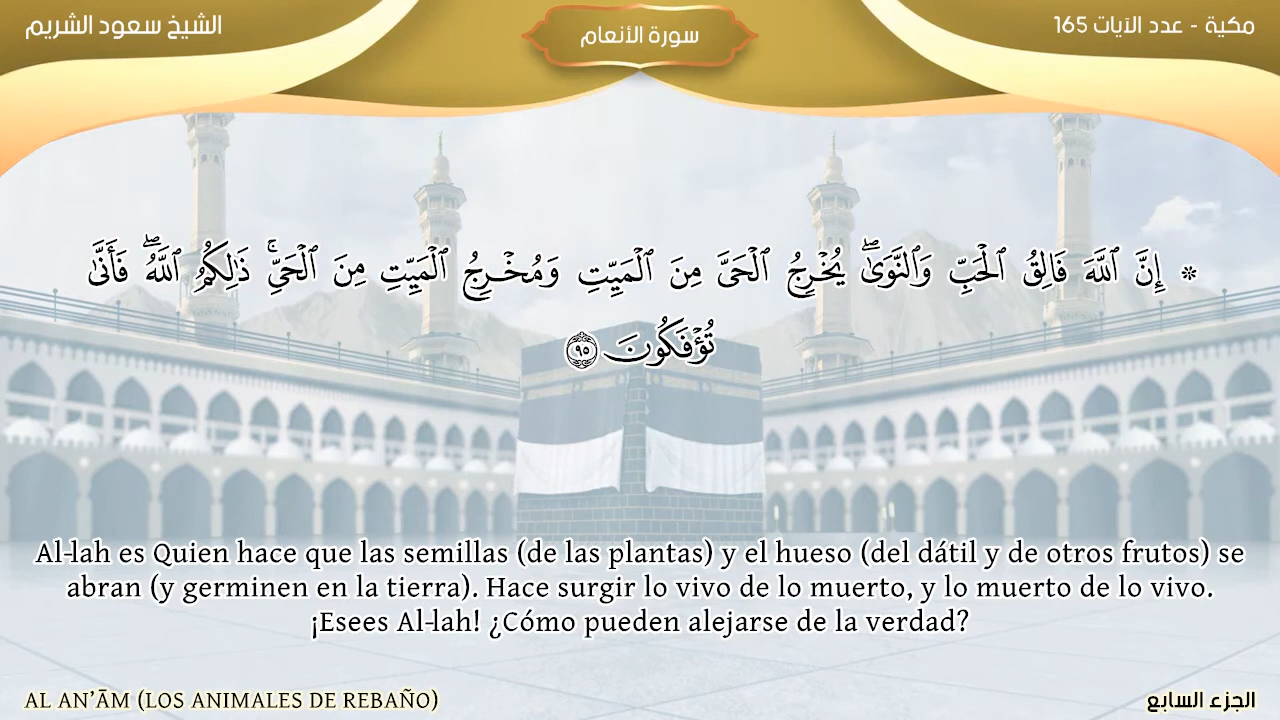 الشيخ سعود الشريم
سورة الأنعام
مكية - عدد الآيات 165
* إِنَّ ٱللَّهَ فَالِقُ ٱلْحَبِّ وَٱلنَّوَىٰۖ يُخْرِجُ ٱلْحَىَّ مِنَ ٱلْمَيِّتِ وَمُخْرِجُ ٱلْمَيِّتِ مِنَ ٱلْحَىِّۚ ذَٰلِكُمُ ٱللَّهُۖ فَأَنَّىٰ
تُؤْفَكُونَ ٩٥
Al-lah es Quien hace que las semillas (de las plantas) y el hueso (del dátil y de otros frutos) se
abran (y germinen en la tierra). Hace surgir lo vivo de lo muerto, y lo muerto de lo vivo.
¡Esees Al-lah! ¿Cómo pueden alejarse de la verdad?
AL AN’ĀM (LOS ANIMALES DE REBAÑO)
الجزء السابع